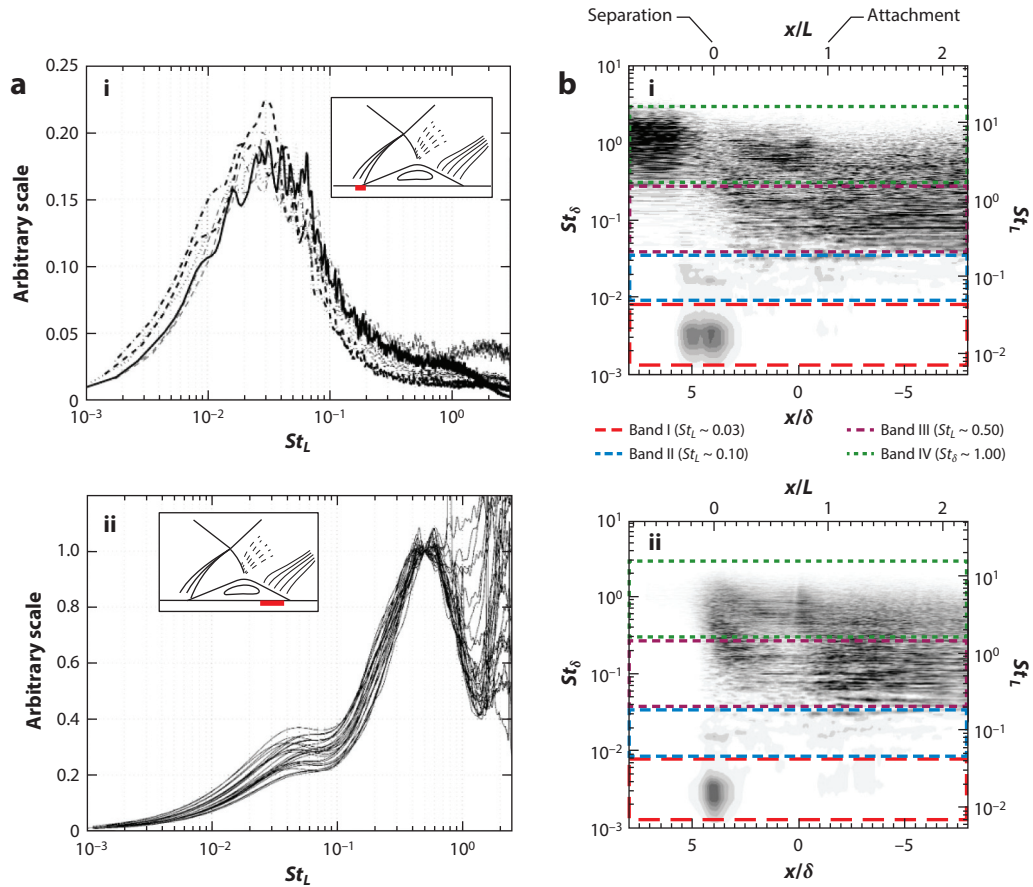 a
i
0.25
0.20
0.15
0.10
0.05
0
Arbitrary scale
10⁻³ 10⁻² 10⁻¹ 10⁰
St_L
ii
1.0
0.8
0.6
0.4
0.2
0
Arbitrary scale
10⁻³ 10⁻² 10⁻¹ 10⁰
St_L
Separation Attachment
x/L
0 1 2
b
i
10¹
10⁰
10⁻¹
10⁻²
10⁻³
St_δ
10¹
10⁰
10⁻¹
10⁻²
St_L
5 0 -5
x/δ
Band I (St_L ~ 0.03) Band III (St_L ~ 0.50)
Band II (St_L ~ 0.10) Band IV (St_δ ~ 1.00)
x/L
0 1 2
ii
10¹
10⁰
10⁻¹
10⁻²
10⁻³
St_δ
10¹
10⁰
10⁻¹
10⁻²
St_L
5 0 -5
x/δ